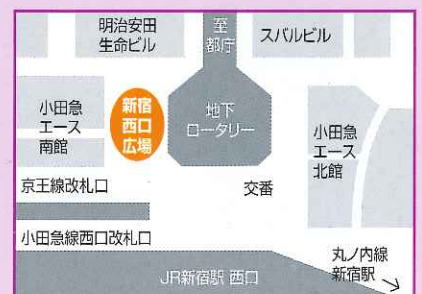 明治安田
生命ビル
至
都庁
スバルビル
小田急
エース
南館
新宿
西口
広場
地下
ロータリー
小田急
エース
北館
京王線改札口
交番
小田急線西口改札口
丸ノ内線
新宿駅
JR新宿駅 西口